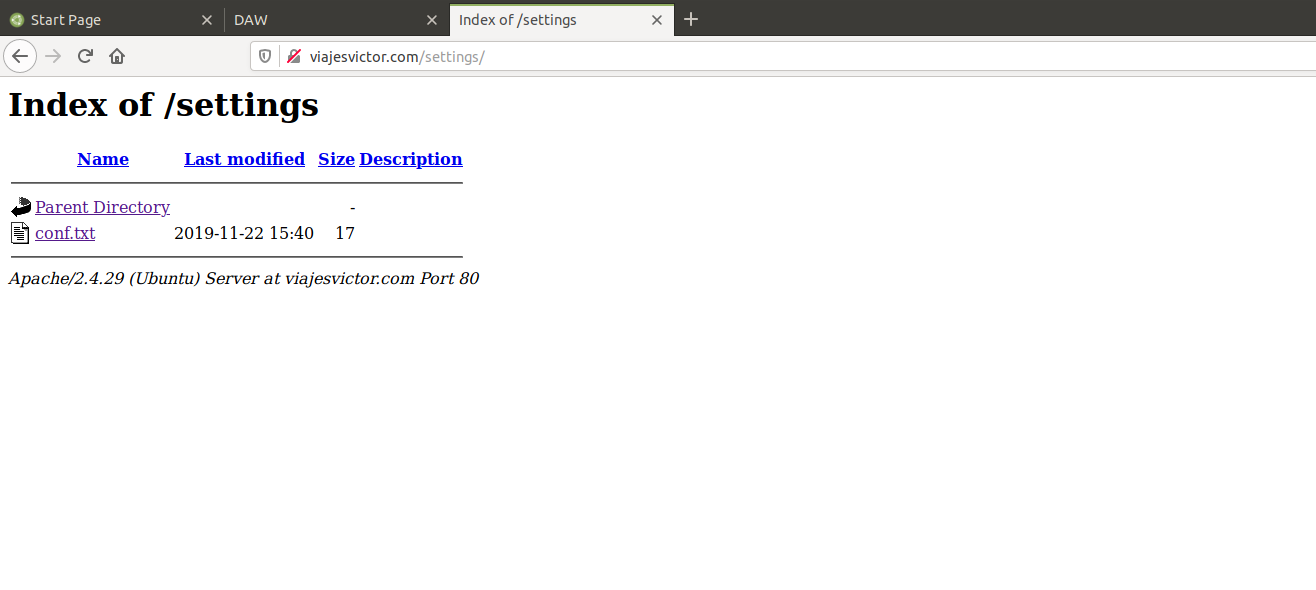 Start Page
DAW
Index of /settings
viajesvictor.com/settings/
Index of /settings
Name Last modified Size Description
Parent Directory -
conf.txt 2019-11-22 15:40 17
Apache/2.4.29 (Ubuntu) Server at viajesvictor.com Port 80